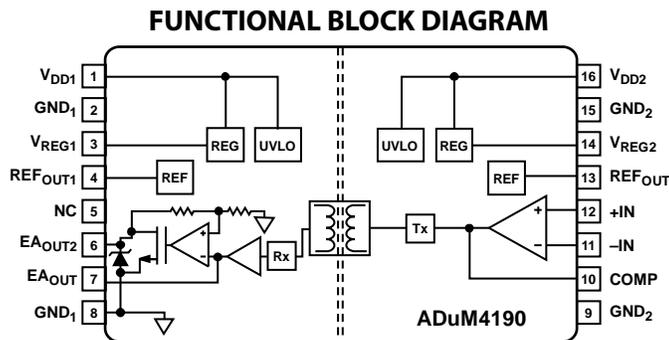 FUNCTIONAL BLOCK DIAGRAM
VDD1 1
GND1 2
VREG1 3
REFOUT1 4
NC 5
EAOUT2 6
EAOUT 7
GND1 8
REG
UVLO
REF
+
−
Rx
Tx
UVLO
REG
REF
+
−
16 VDD2
15 GND2
14 VREG2
13 REFOUT
12 +IN
11 −IN
10 COMP
9 GND2
ADuM4190